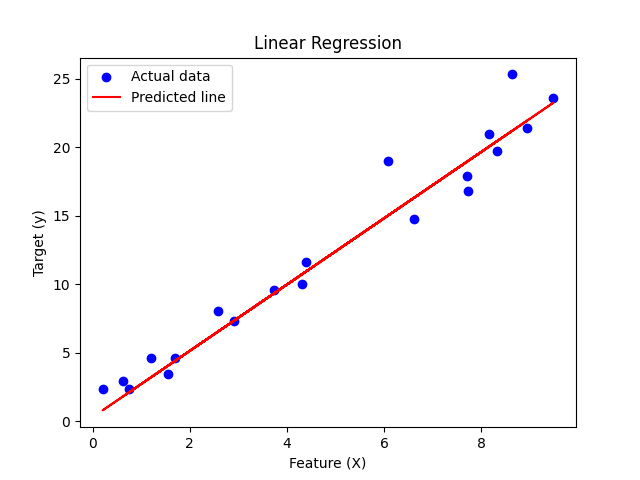 Linear Regression
Actual data
Predicted line
25
20
15
10
5
0
Target (y)
0 2 4 6 8
Feature (X)